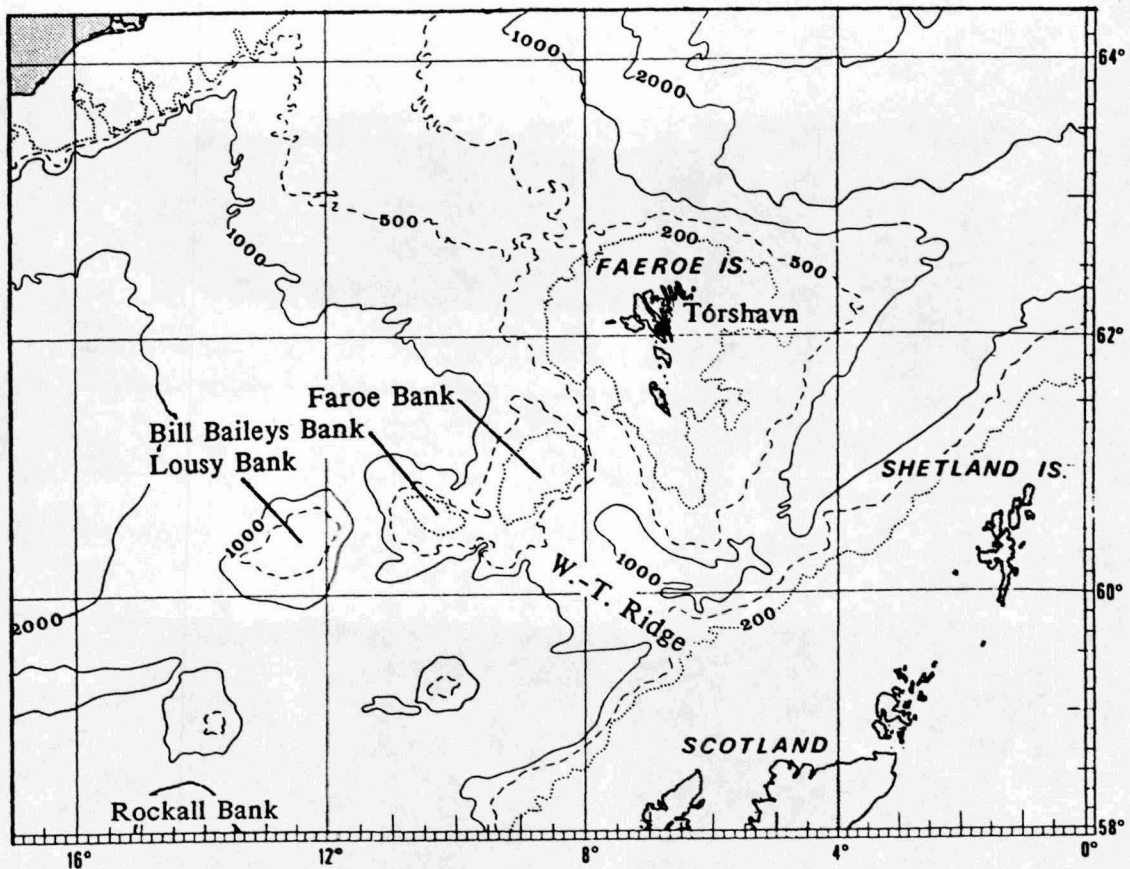 1000
2000
64°
500
200
500
FAEROE IS.
1000
Tórshavn
62°
Faroe Bank
Bill Baileys Bank
Lousy Bank
SHETLAND IS.
1000
1000
W.-T. Ridge
60°
2000
200
SCOTLAND
Rockall Bank
58°
16°
12°
8°
4°
0°